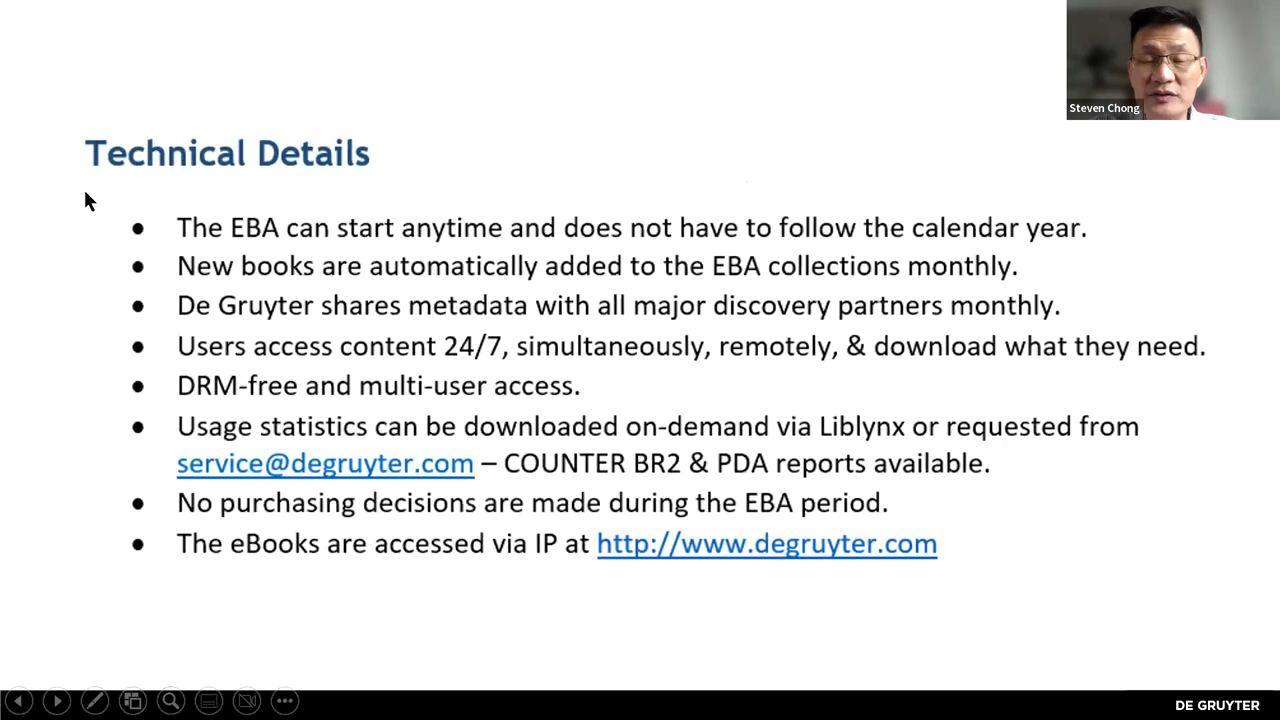 Steven Chong
Technical Details
• The EBA can start anytime and does not have to follow the calendar year.
• New books are automatically added to the EBA collections monthly.
• De Gruyter shares metadata with all major discovery partners monthly.
• Users access content 24/7, simultaneously, remotely, & download what they need.
• DRM-free and multi-user access.
• Usage statistics can be downloaded on-demand via Liblynx or requested from
service@degruyter.com – COUNTER BR2 & PDA reports available.
• No purchasing decisions are made during the EBA period.
• The eBooks are accessed via IP at http://www.degruyter.com
DE GRUYTER